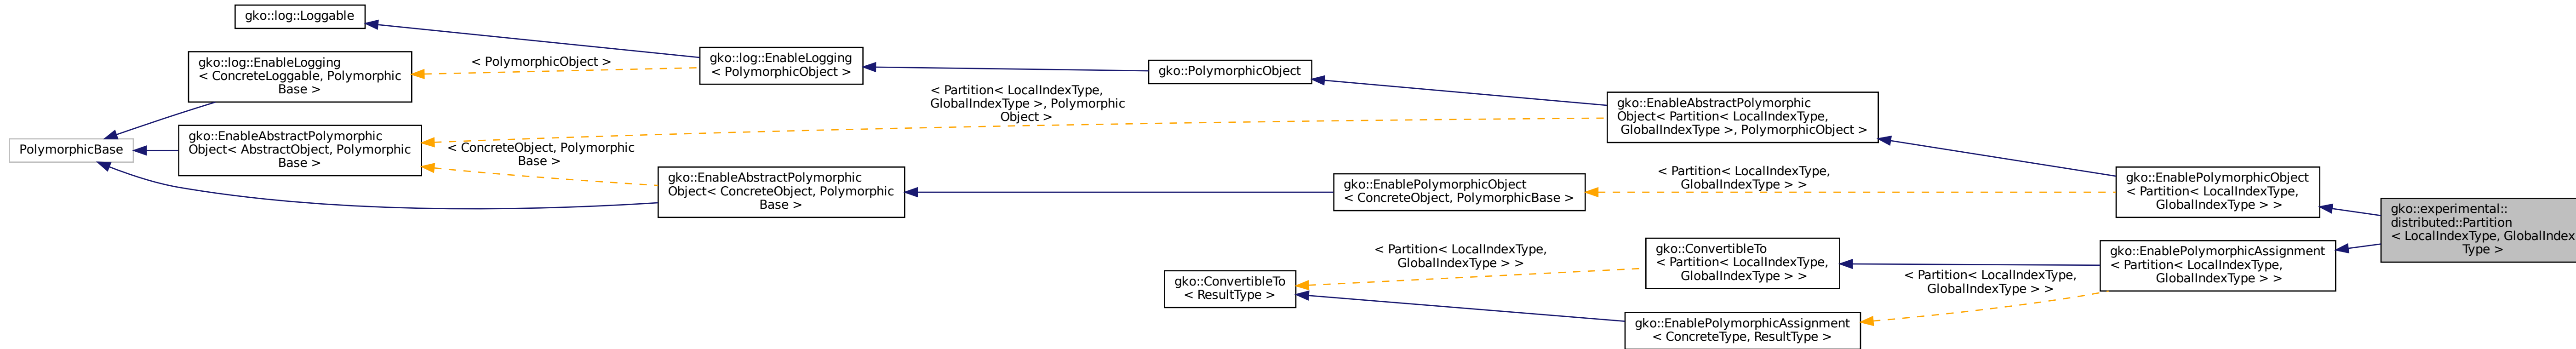 gko::log::Loggable
gko::log::EnableLogging
< ConcreteLoggable, Polymorphic
Base >
< PolymorphicObject >
gko::log::EnableLogging
< PolymorphicObject >
gko::PolymorphicObject
< Partition< LocalIndexType,
GlobalIndexType >, Polymorphic
Object >
gko::EnableAbstractPolymorphic
Object< Partition< LocalIndexType,
GlobalIndexType >, PolymorphicObject >
PolymorphicBase
gko::EnableAbstractPolymorphic
Object< AbstractObject, Polymorphic
Base >
< ConcreteObject, Polymorphic
Base >
gko::EnableAbstractPolymorphic
Object< ConcreteObject, Polymorphic
Base >
gko::EnablePolymorphicObject
< ConcreteObject, PolymorphicBase >
< Partition< LocalIndexType,
GlobalIndexType > >
gko::EnablePolymorphicObject
< Partition< LocalIndexType,
GlobalIndexType > >
gko::experimental::
distributed::Partition
< LocalIndexType, GlobalIndex
Type >
gko::ConvertibleTo
< ResultType >
< Partition< LocalIndexType,
GlobalIndexType > >
gko::ConvertibleTo
< Partition< LocalIndexType,
GlobalIndexType > >
< Partition< LocalIndexType,
GlobalIndexType > >
gko::EnablePolymorphicAssignment
< Partition< LocalIndexType,
GlobalIndexType > >
gko::EnablePolymorphicAssignment
< ConcreteType, ResultType >